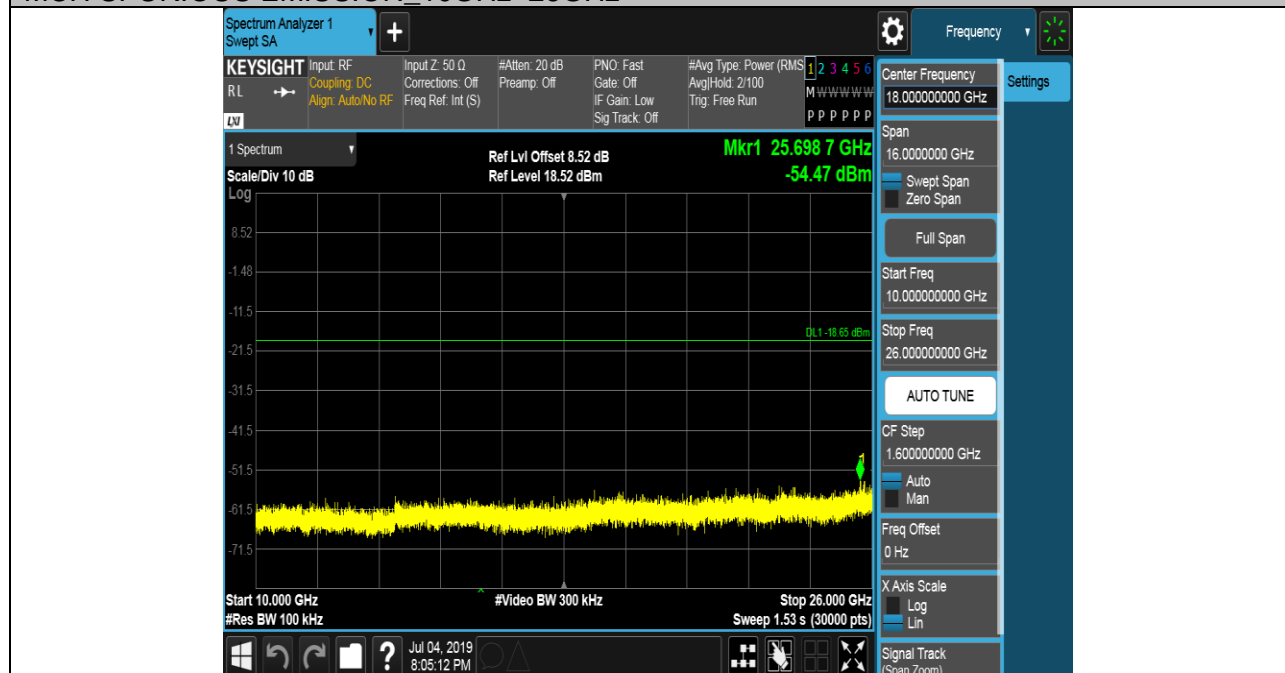 Spectrum Analyzer 1
Swept SA
+
Frequency
KEYSIGHT
RL
LXI
Input: RF
Coupling: DC
Align: Auto/No RF
Input Z: 50 Ω
Corrections: Off
Freq Ref: Int (S)
#Atten: 20 dB
Preamp: Off
PNO: Fast
Gate: Off
IF Gain: Low
Sig Track: Off
#Avg Type: Power (RMS
Avg|Hold: 2/100
Trig: Free Run
1 2 3 4 5 6
M W W W W W
P P P P P P
Center Frequency
18.000000000 GHz
Settings
Span
16.0000000 GHz
Swept Span
Zero Span
Full Span
Start Freq
10.000000000 GHz
Stop Freq
26.000000000 GHz
AUTO TUNE
CF Step
1.600000000 GHz
Auto
Man
Freq Offset
0 Hz
X Axis Scale
Log
Lin
Signal Track
(Span Zoom)
1 Spectrum
Scale/Div 10 dB
Log
Ref Lvl Offset 8.52 dB
Ref Level 18.52 dBm
Mkr1 25.698 7 GHz
-54.47 dBm
8.52
-1.48
-11.5
DL1 -18.65 dBm
-21.5
-31.5
-41.5
-51.5
1
-61.5
-71.5
Start 10.000 GHz
#Res BW 100 kHz
#Video BW 300 kHz
Stop 26.000 GHz
Sweep 1.53 s (30000 pts)
?
Jul 04, 2019
8:05:12 PM